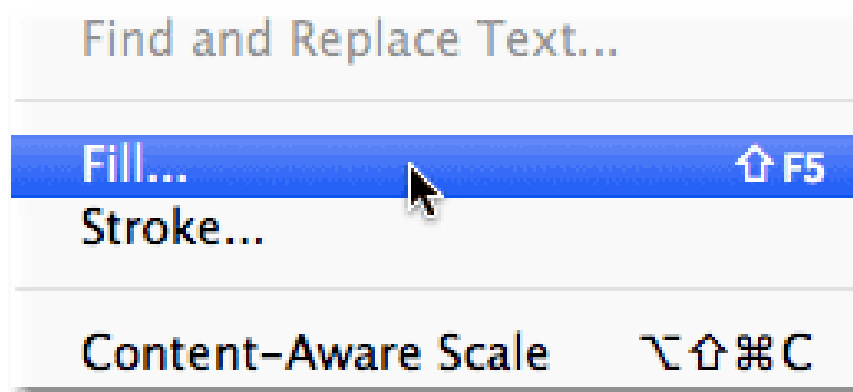 Find and Replace Text...
Fill... ⇧F5
Stroke...
Content-Aware Scale ⌥⇧⌘C